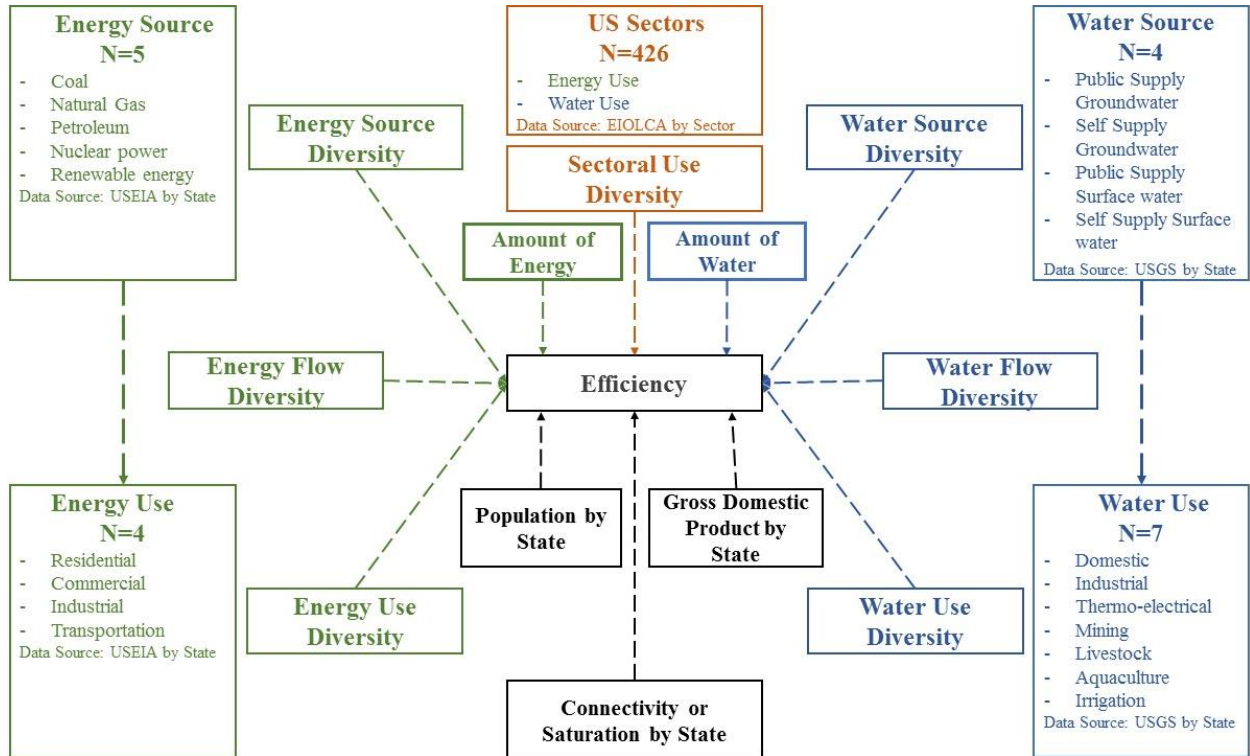 Energy Source
N=5
- Coal
- Natural Gas
- Petroleum
- Nuclear power
- Renewable energy
Data Source: USEIA by State
US Sectors
N=426
- Energy Use
- Water Use
Data Source: EIOLCA by Sector
Water Source
N=4
- Public Supply
Groundwater
- Self Supply
Groundwater
- Public Supply
Surface water
- Self Supply Surface
water
Data Source: USGS by State
Energy Source
Diversity
Sectoral Use
Diversity
Water Source
Diversity
Amount of
Energy
Amount of
Water
Energy Flow
Diversity
Efficiency
Water Flow
Diversity
Energy Use
N=4
- Residential
- Commercial
- Industrial
- Transportation
Data Source: USEIA by State
Population by
State
Gross Domestic
Product by
State
Water Use
N=7
- Domestic
- Industrial
- Thermo-electrical
- Mining
- Livestock
- Aquaculture
- Irrigation
Data Source: USGS by State
Energy Use
Diversity
Water Use
Diversity
Connectivity or
Saturation by State